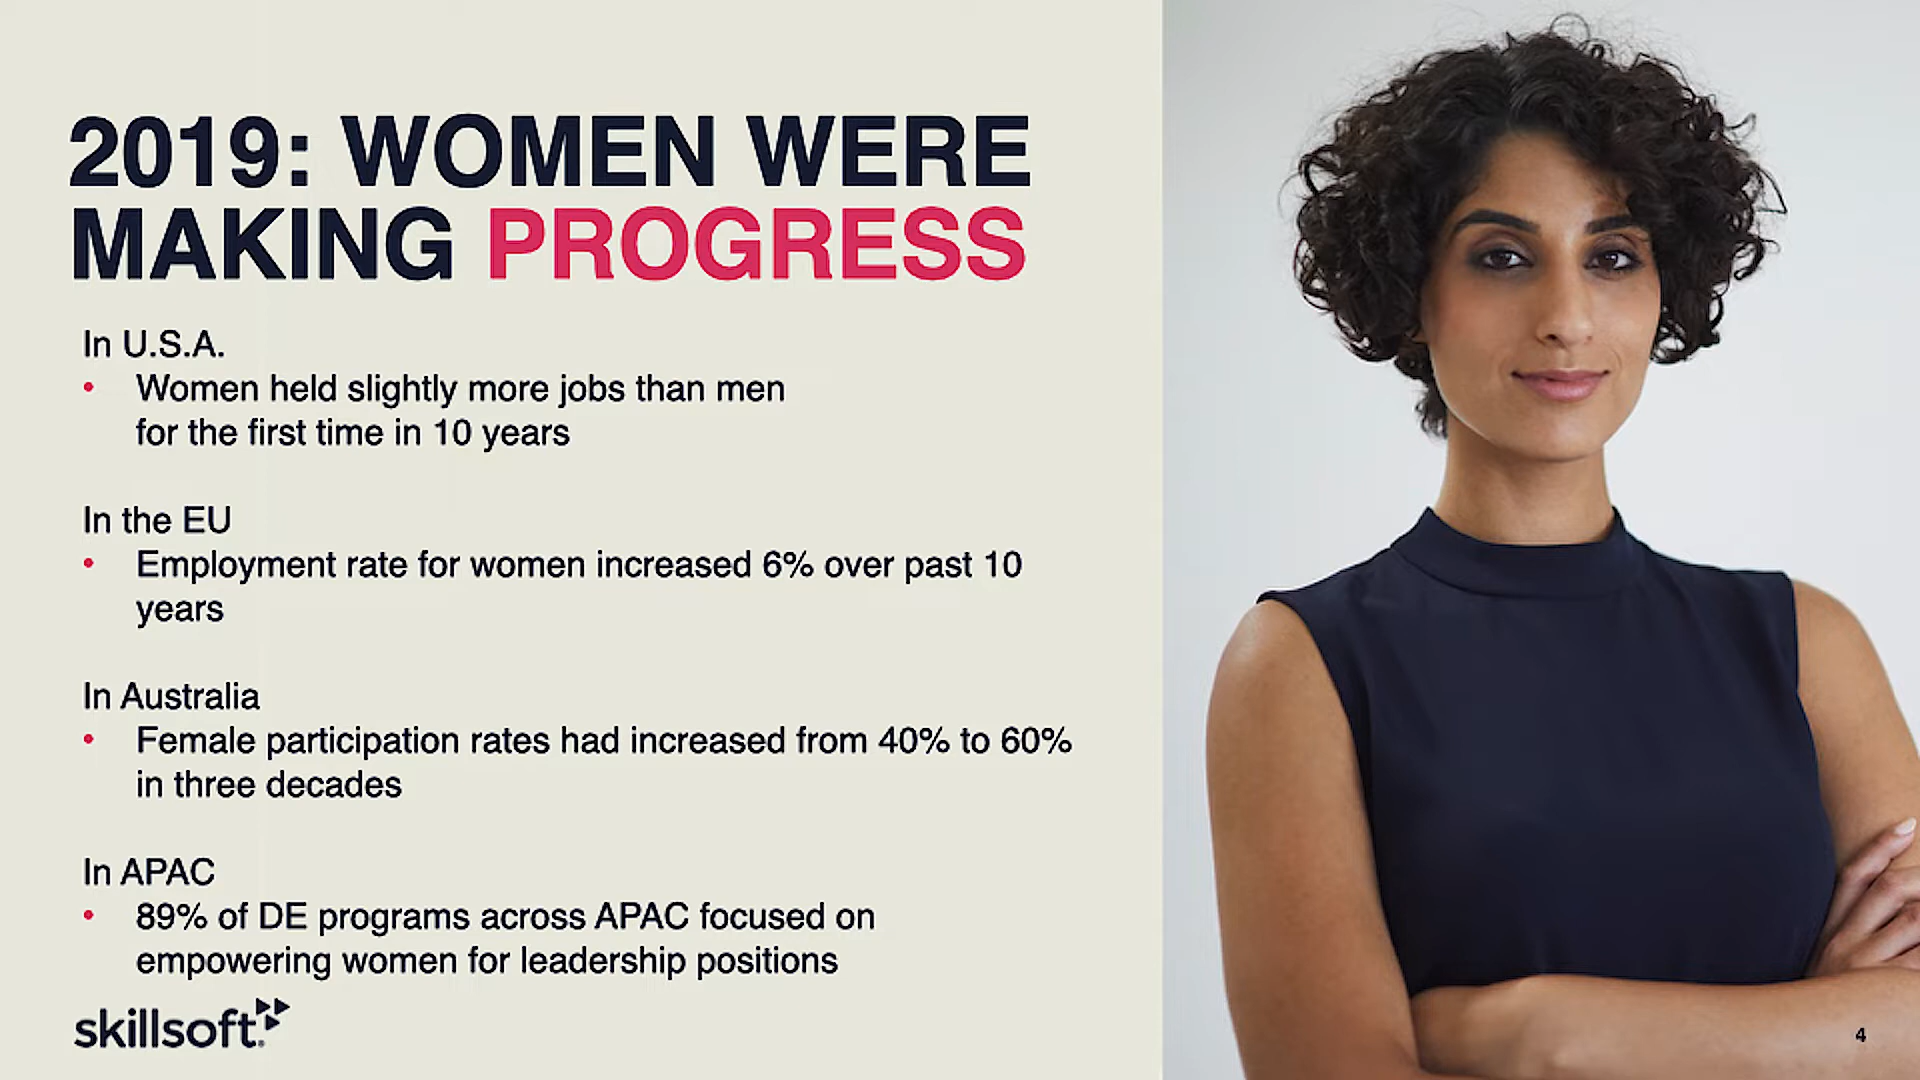 2019: WOMEN WERE
MAKING PROGRESS
In U.S.A.
• Women held slightly more jobs than men
for the first time in 10 years
In the EU
• Employment rate for women increased 6% over past 10
years
In Australia
• Female participation rates had increased from 40% to 60%
in three decades
In APAC
• 89% of DE programs across APAC focused on
empowering women for leadership positions
skillsoft
4